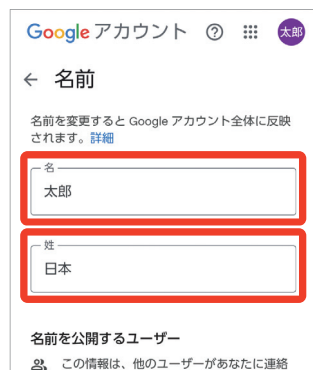 Google アカウント
太郎
← 名前
名前を変更すると Google アカウント全体に反映
されます。詳細
名
太郎
姓
日本
名前を公開するユーザー
この情報は、他のユーザーがあなたに連絡